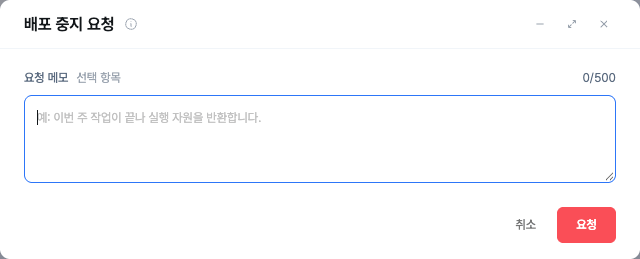 배포 중지 요청
요청 메모 선택 항목 0/500
예: 이번 주 작업이 끝나 실행 자원을 반환합니다.
취소 요청